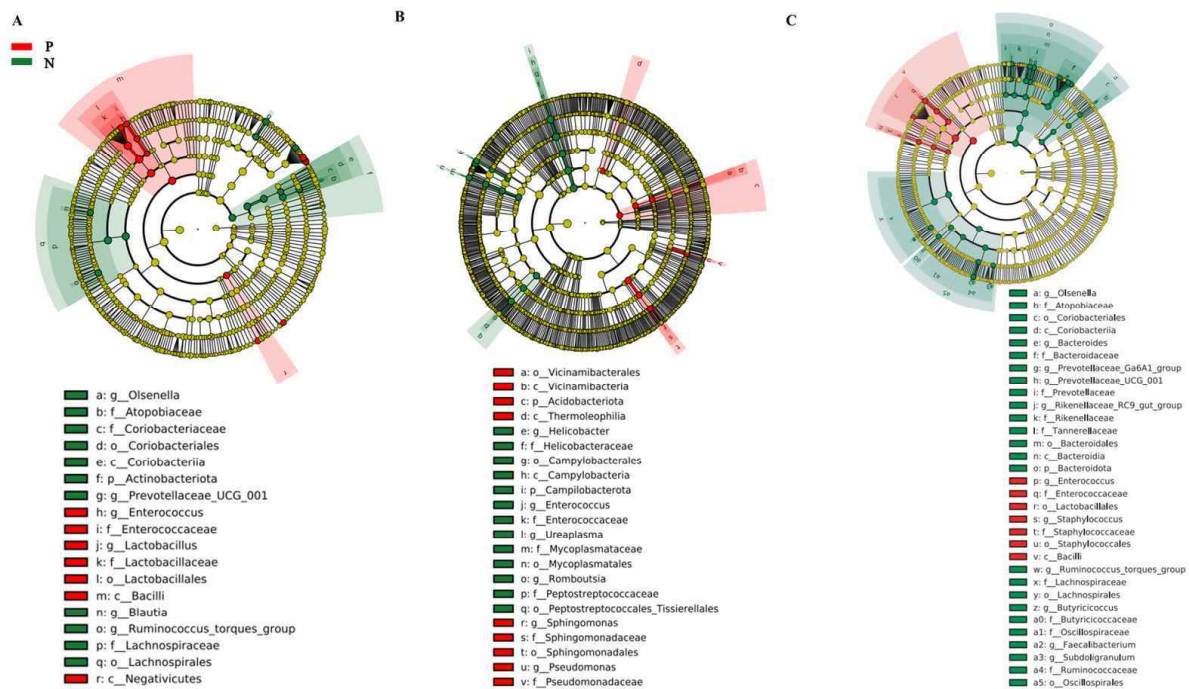 A
P
N
a: g__Olsenella
b: f__Atopobiaceae
c: f__Coriobacteriaceae
d: o__Coriobacteriales
e: c__Coriobacteriia
f: p__Actinobacteriota
g: g__Prevotellaceae_UCG_001
h: g__Enterococcus
i: f__Enterococcaceae
j: g__Lactobacillus
k: f__Lactobacillaceae
l: o__Lactobacillales
m: c__Bacilli
n: g__Blautia
o: g__Ruminococcus_torques_group
p: f__Lachnospiraceae
q: o__Lachnospirales
r: c__Negativicutes
B
a: o__Vicinamibacterales
b: c__Vicinamibacteria
c: p__Acidobacteriota
d: c__Thermoleophilia
e: g__Helicobacter
f: f__Helicobacteraceae
g: o__Campylobacterales
h: c__Campylobacteria
i: p__Campilobacterota
j: g__Enterococcus
k: f__Enterococcaceae
l: g__Ureaplasma
m: f__Mycoplasmataceae
n: o__Mycoplasmatales
o: g__Romboutsia
p: f__Peptostreptococcaceae
q: o__Peptostreptococcales_Tissierellales
r: g__Sphingomonas
s: f__Sphingomonadaceae
t: o__Sphingomonadales
u: g__Pseudomonas
v: f__Pseudomonadaceae
C
a: g__Olsenella
b: f__Atopobiaceae
c: o__Coriobacteriales
d: c__Coriobacteriia
e: g__Bacteroides
f: f__Bacteroidaceae
g: g__Prevotellaceae_Ga6A1_group
h: g__Prevotellaceae_UCG_001
i: f__Prevotellaceae
j: g__Rikenellaceae_RC9_gut_group
k: f__Rikenellaceae
l: f__Tannerellaceae
m: o__Bacteroidales
n: c__Bacteroidia
o: p__Bacteroidota
p: g__Enterococcus
q: f__Enterococcaceae
r: o__Lactobacillales
s: g__Staphylococcus
t: f__Staphylococcaceae
u: o__Staphylococcales
v: c__Bacilli
w: g__Ruminococcus_torques_group
x: f__Lachnospiraceae
y: o__Lachnospirales
z: g__Butyricicoccus
a0: f__Butyricicoccaceae
a1: f__Oscillospiraceae
a2: g__Faecalibacterium
a3: g__Subdoligranulum
a4: f__Ruminococcaceae
a5: o__Oscillospirales